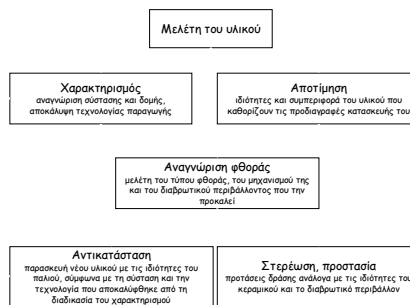 Μελέτη του υλικού
Χαρακτηρισμός
αναγνώριση σύστασης και δομής,
αποκάλυψη τεχνολογίας παραγωγής
Αποτίμηση
ιδιότητες και συμπεριφορά του υλικού που
καθορίζουν τις προδιαγραφές κατασκευής του
Αναγνώριση φθοράς
μελέτη του τύπου φθοράς, του μηχανισμού της
και του διαβρωτικού περιβάλλοντος που την
προκαλεί
Αντικατάσταση
παρασκευή νέου υλικού με τις ιδιότητες του
παλιού, σύμφωνα με τη σύσταση και την
τεχνολογία που αποκαλύφθηκε από τη
διαδικασία του χαρακτηρισμού
Στερέωση, προστασία
προτάσεις δράσης ανάλογα με τις ιδιότητες του
κεραμικού και το διαβρωτικό περιβάλλον